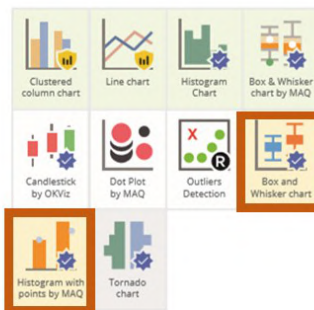 Clustered
column chart
Line chart
Histogram
Chart
Box & Whisker
chart by MAQ
Candlestick
by OKViz
Dot Plot
by MAQ
X
R
Outliers
Detection
Box and
Whisker chart
Histogram with
points by MAQ
Tornado
chart